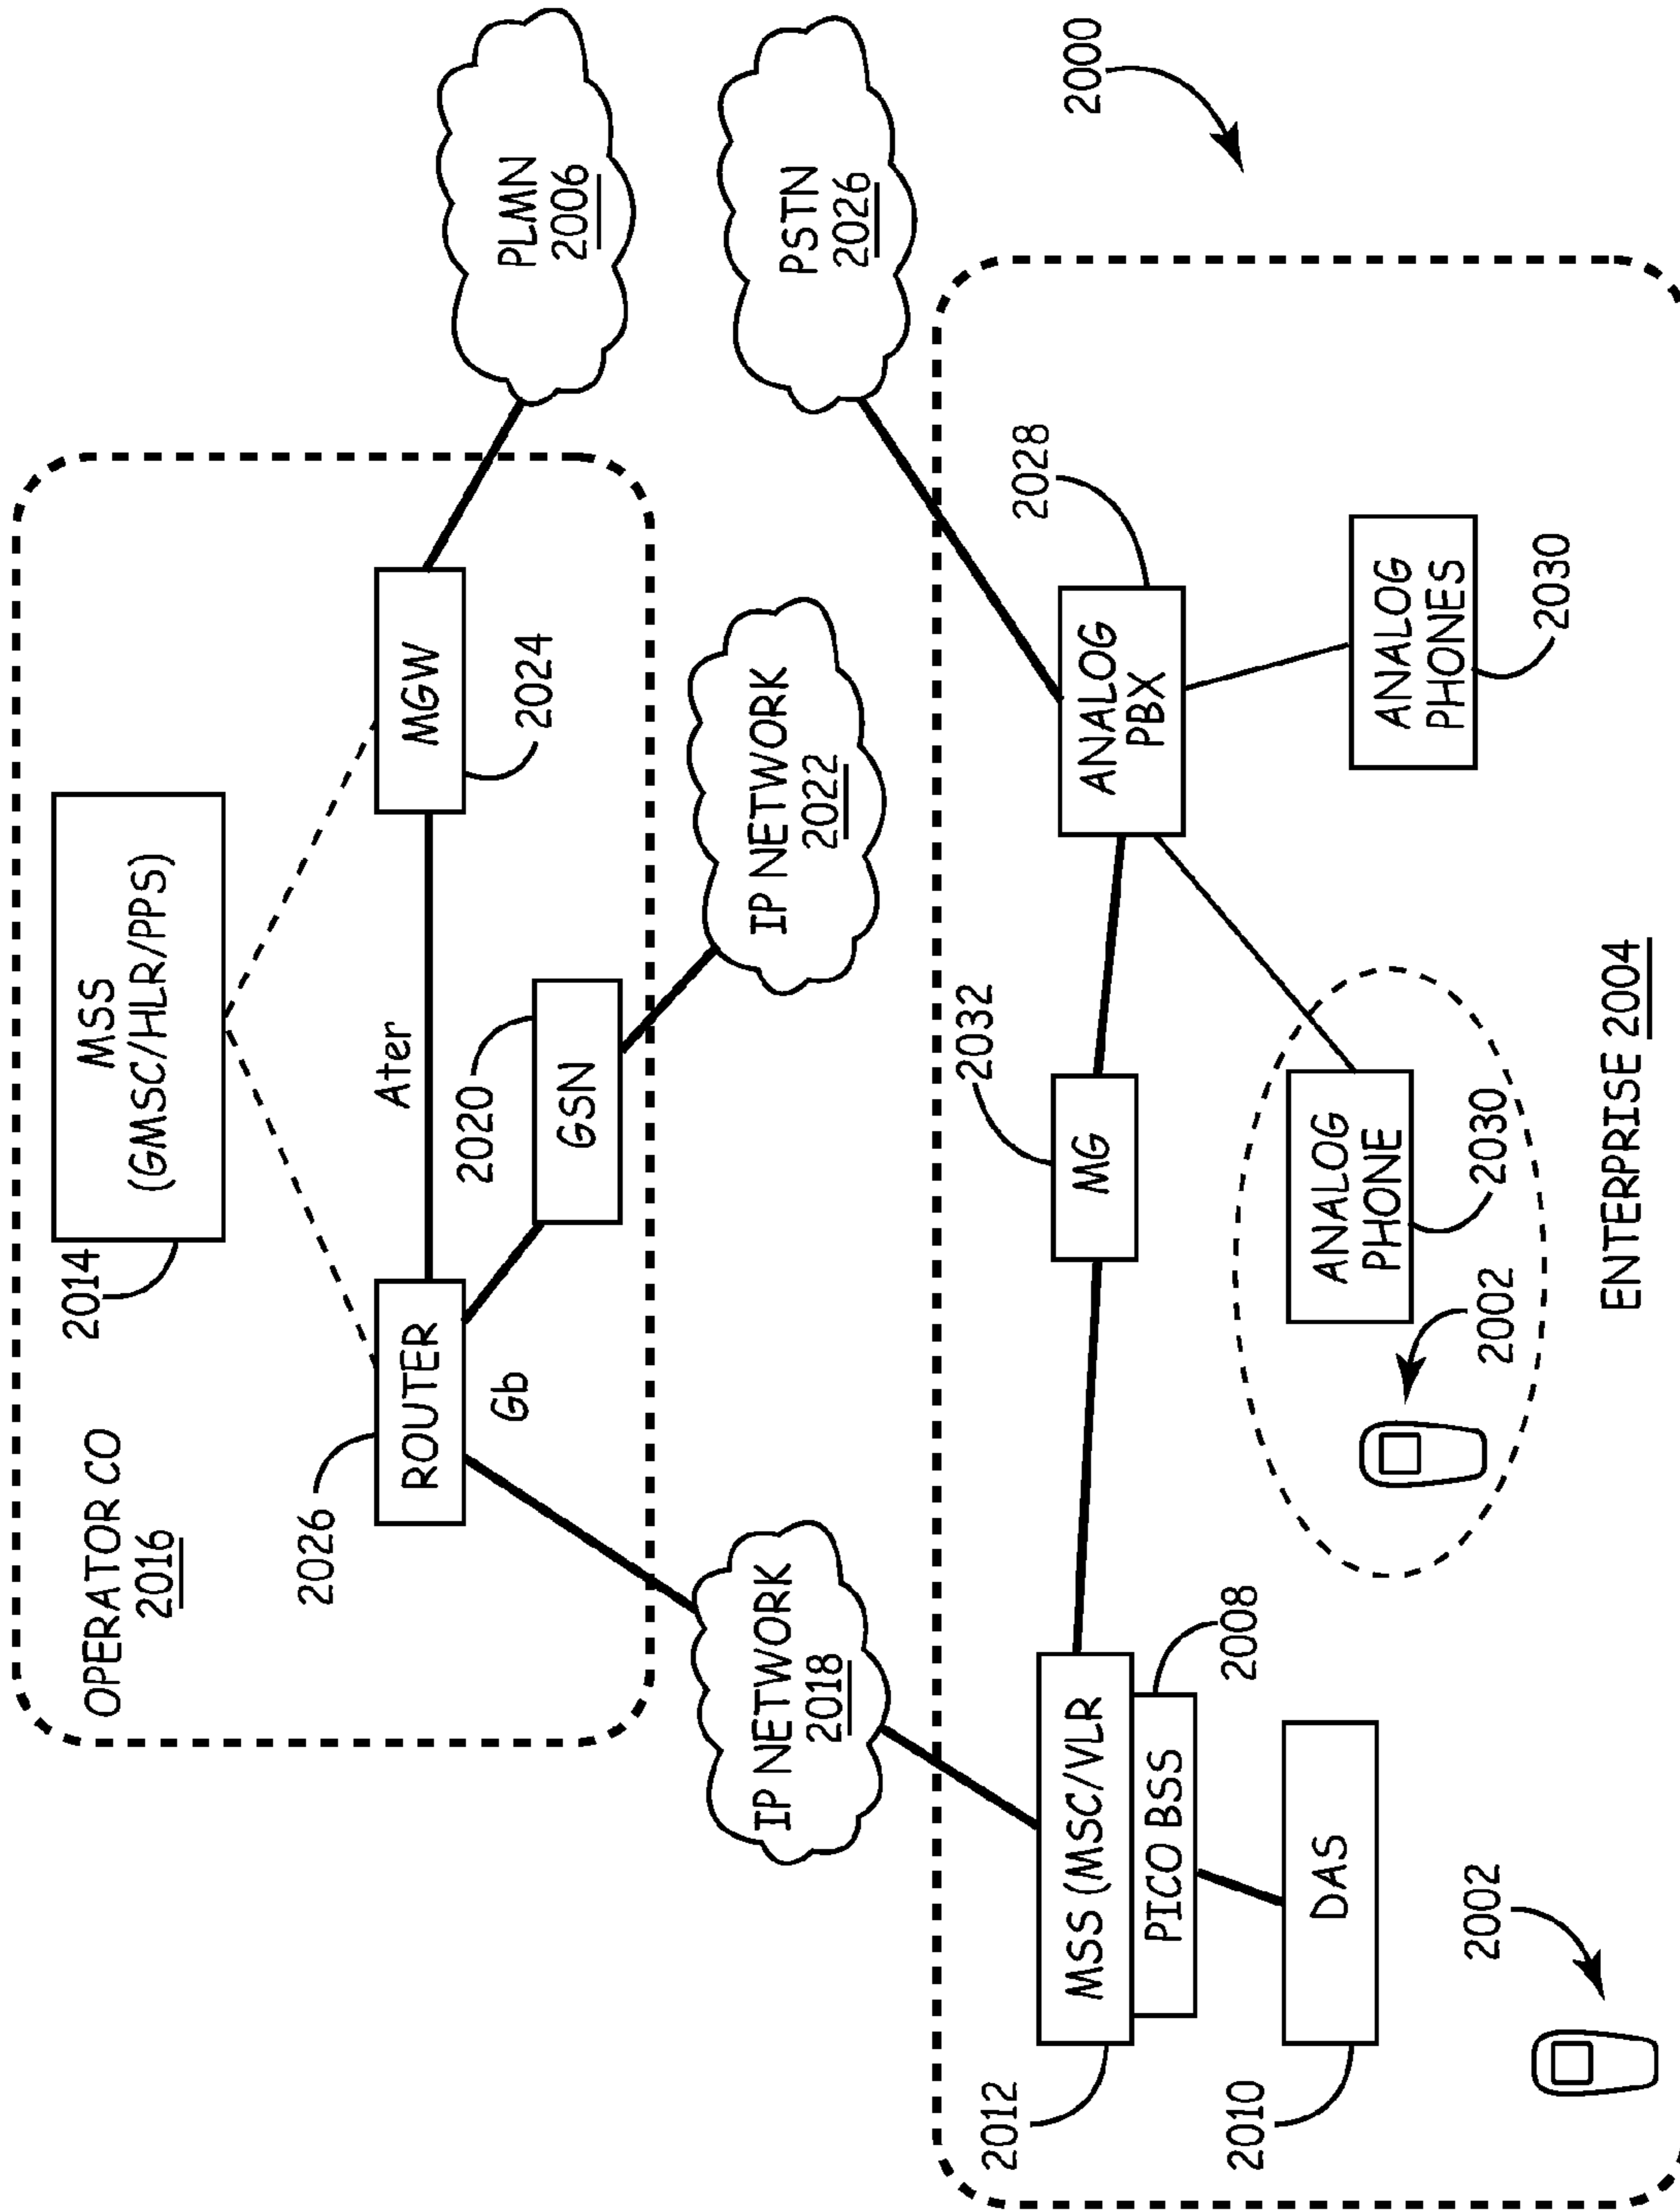 OPERATOR CO
2016
2014
MSS
(GMSC/HLR/PPS)
2026
ROUTER
Ater
MGW
2024
Gb
2020
GSN
PLMN
2006
IP NETWORK
2018
IP NETWORK
2022
PSTN
2026
2000
2012
MSS (MSC/VLR
PICO BSS
2008
2010
DAS
2002
2032
MG
2028
ANALOG
PBX
ANALOG
PHONE
2030
2002
ANALOG
PHONES
2030
ENTERPRISE 2004